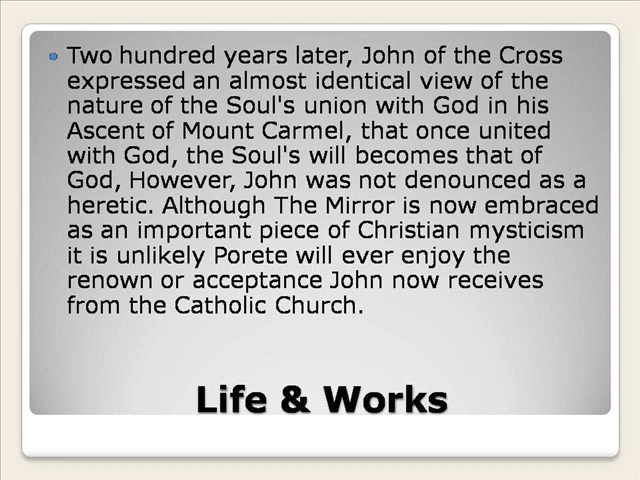 Two hundred years later, John of the Cross
expressed an almost identical view of the
nature of the Soul's union with God in his
Ascent of Mount Carmel, that once united
with God, the Soul's will becomes that of
God, However, John was not denounced as a
heretic. Although The Mirror is now embraced
as an important piece of Christian mysticism
it is unlikely Porete will ever enjoy the
renown or acceptance John now receives
from the Catholic Church.
Life & Works